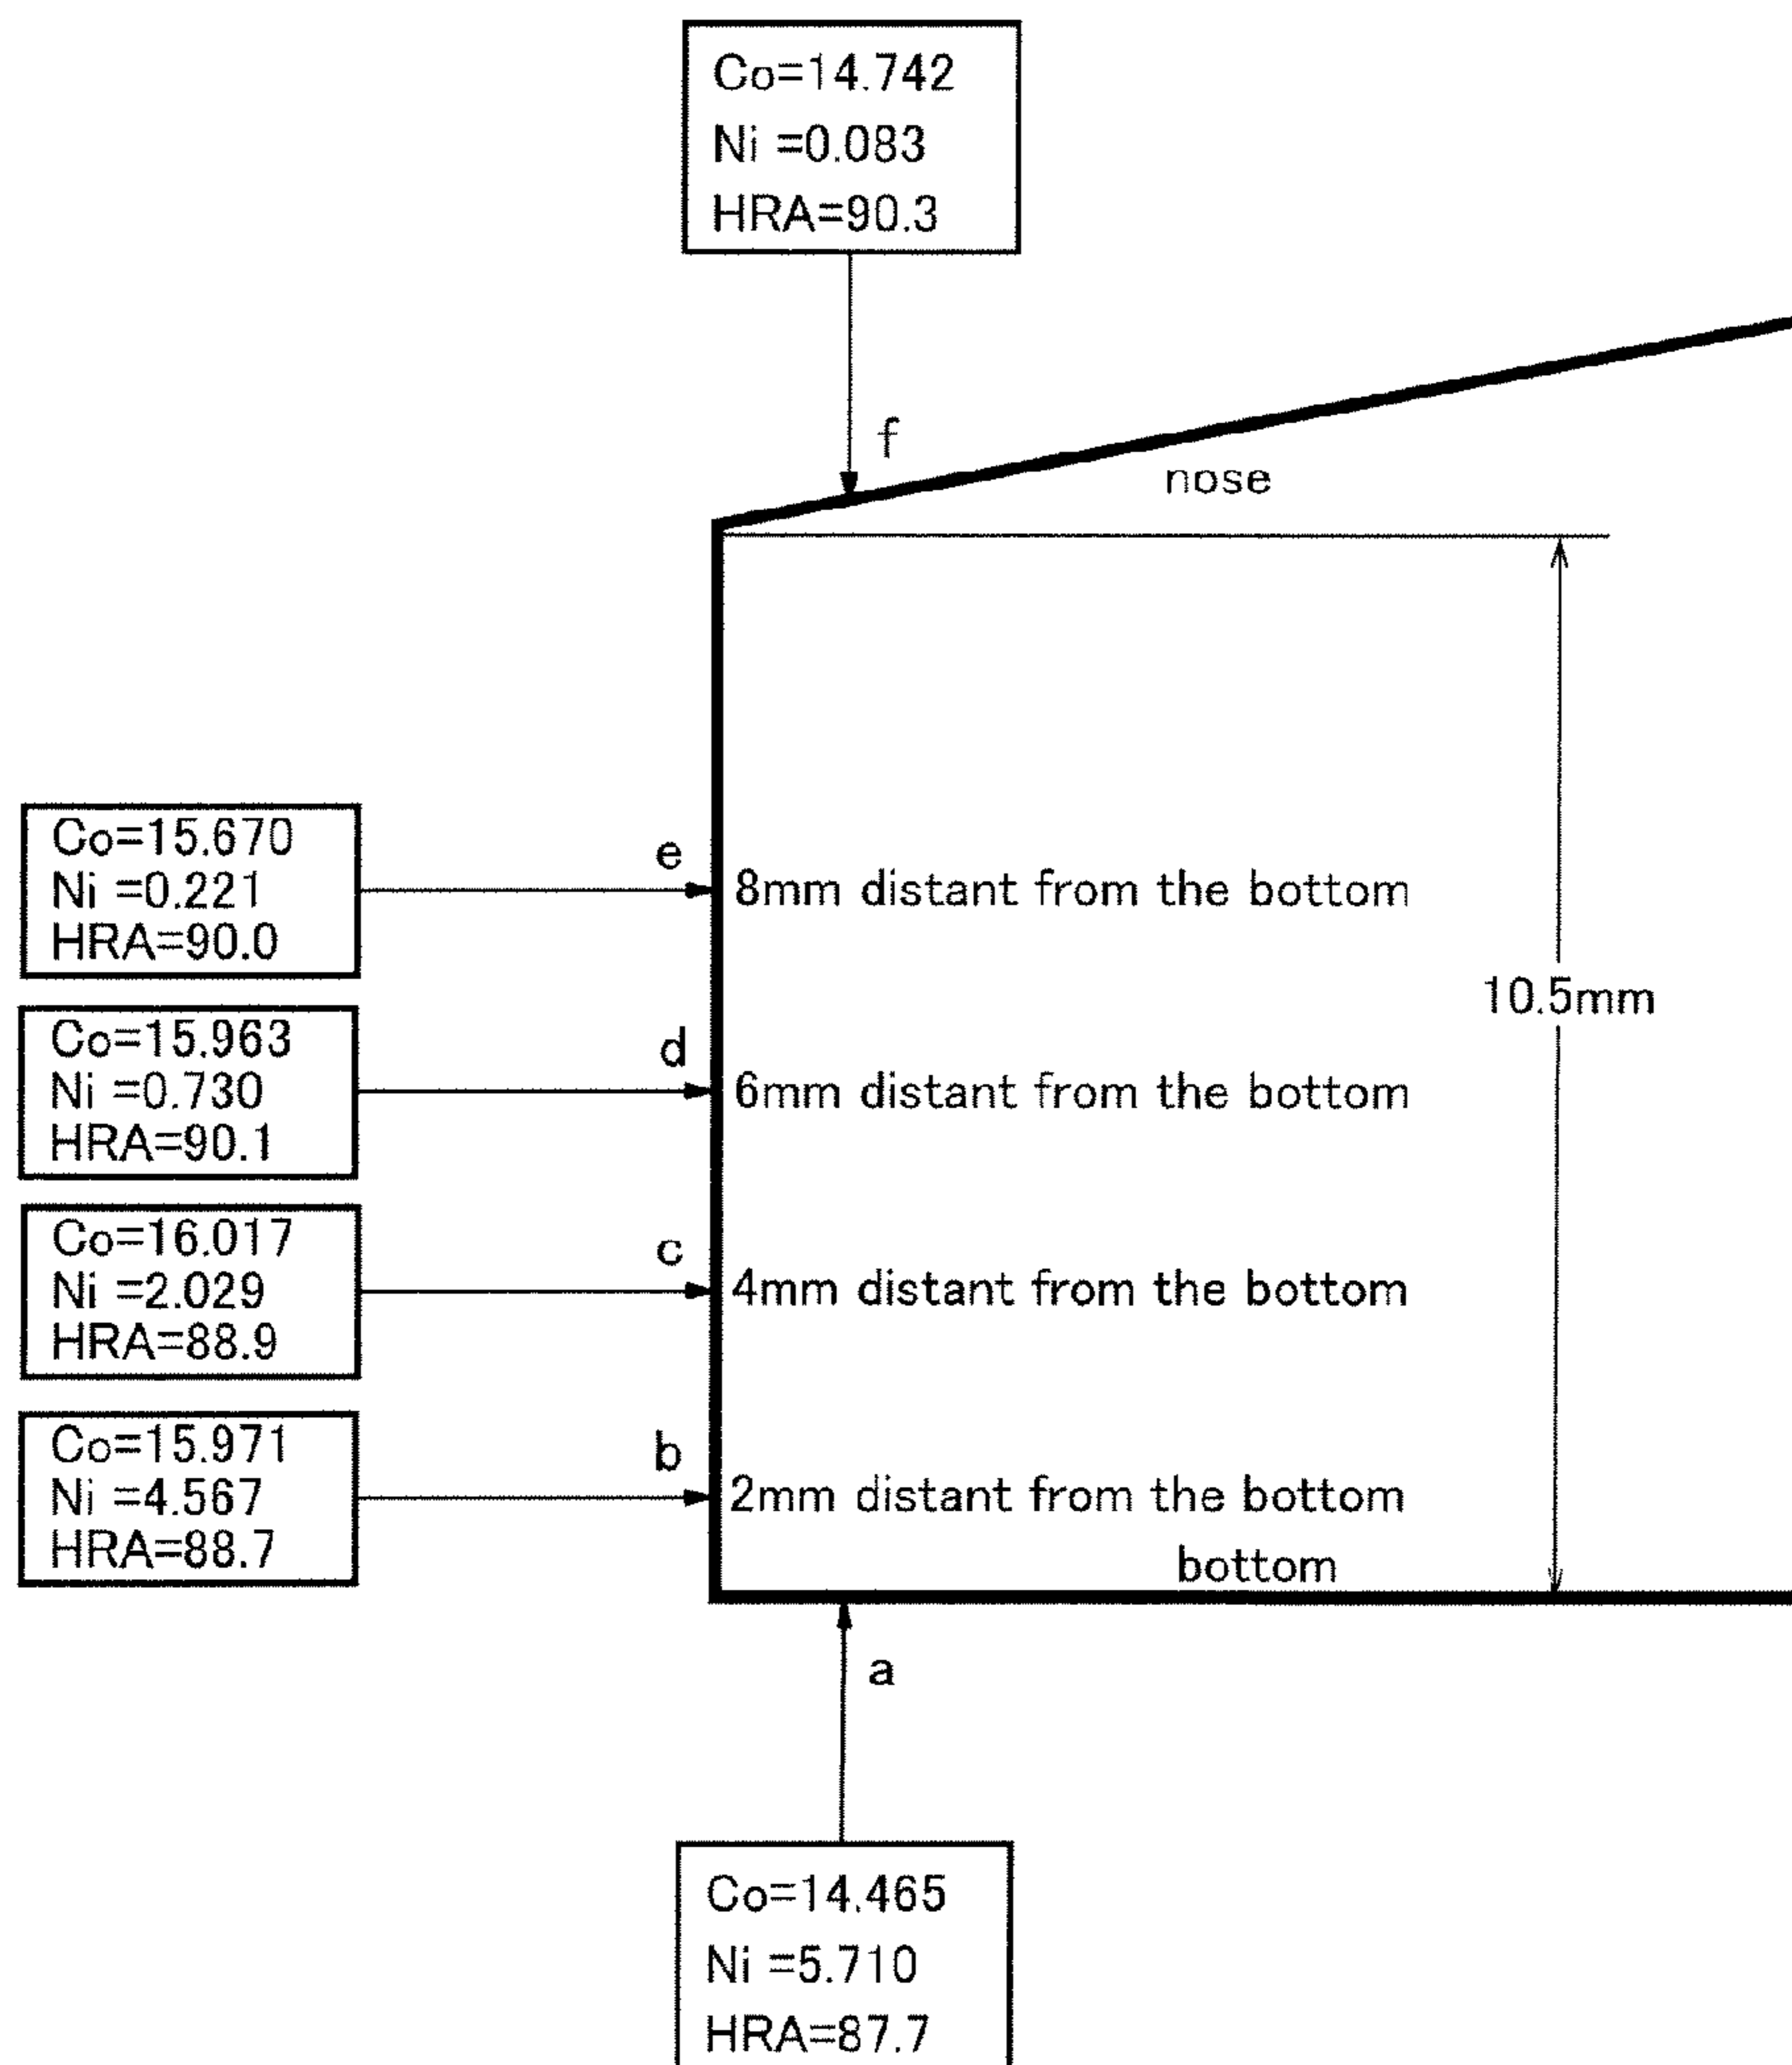 Co=14.742
Ni =0.083
HRA=90.3
f
nose
Co=15.670
Ni =0.221
HRA=90.0
e
8mm distant from the bottom
10.5mm
Co=15.963
Ni =0.730
HRA=90.1
d
6mm distant from the bottom
Co=16.017
Ni =2.029
HRA=88.9
c
4mm distant from the bottom
Co=15.971
Ni =4.567
HRA=88.7
b
2mm distant from the bottom
bottom
a
Co=14.465
Ni =5.710
HRA=87.7